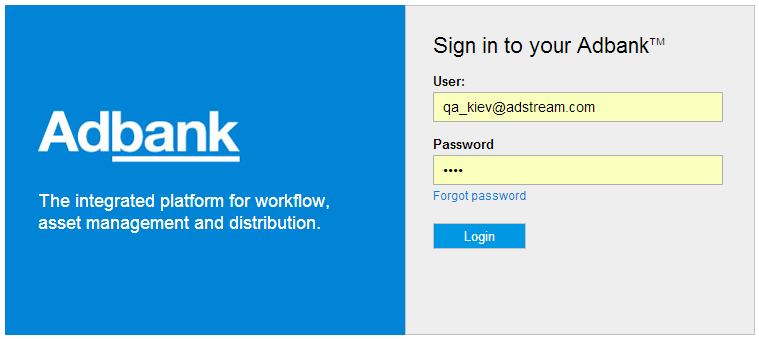 Adbank
The integrated platform for workflow,
asset management and distribution.
Sign in to your Adbank™
User:
qa_kiev@adstream.com
Password
••••
Forgot password
Login